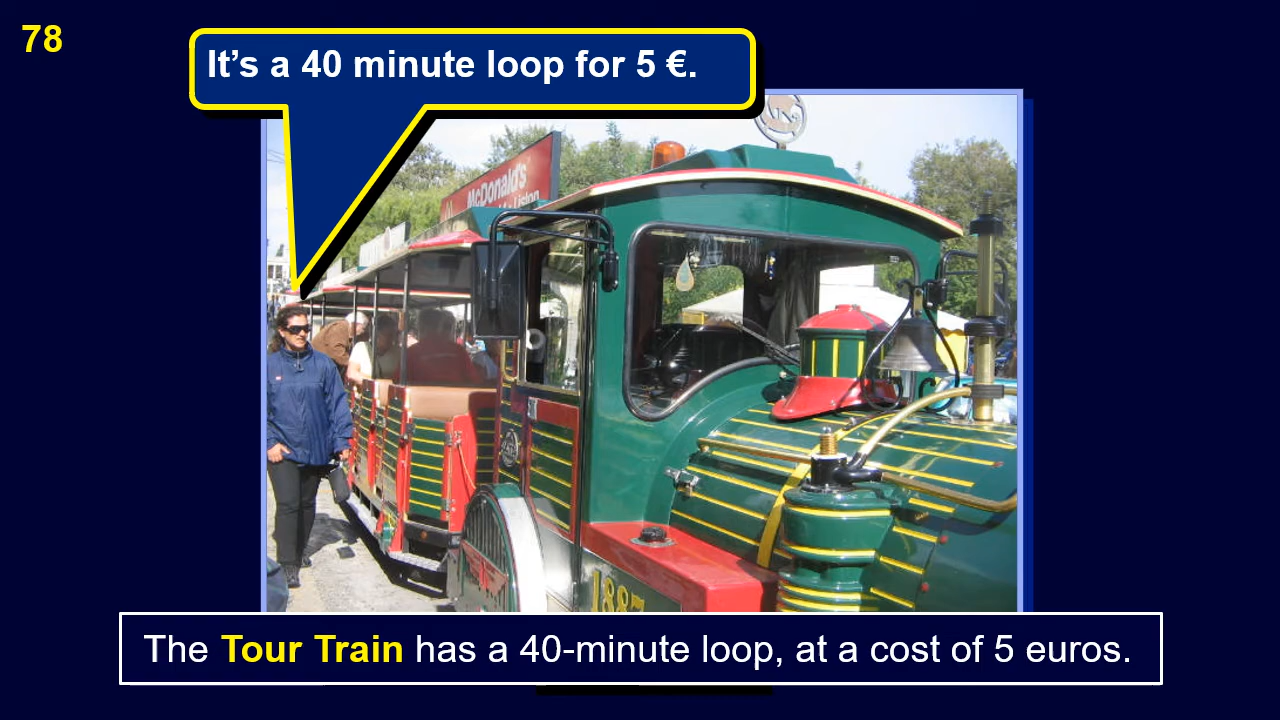 78
It’s a 40 minute loop for 5 €.
McDonald's
1887
The Tour Train has a 40-minute loop, at a cost of 5 euros.